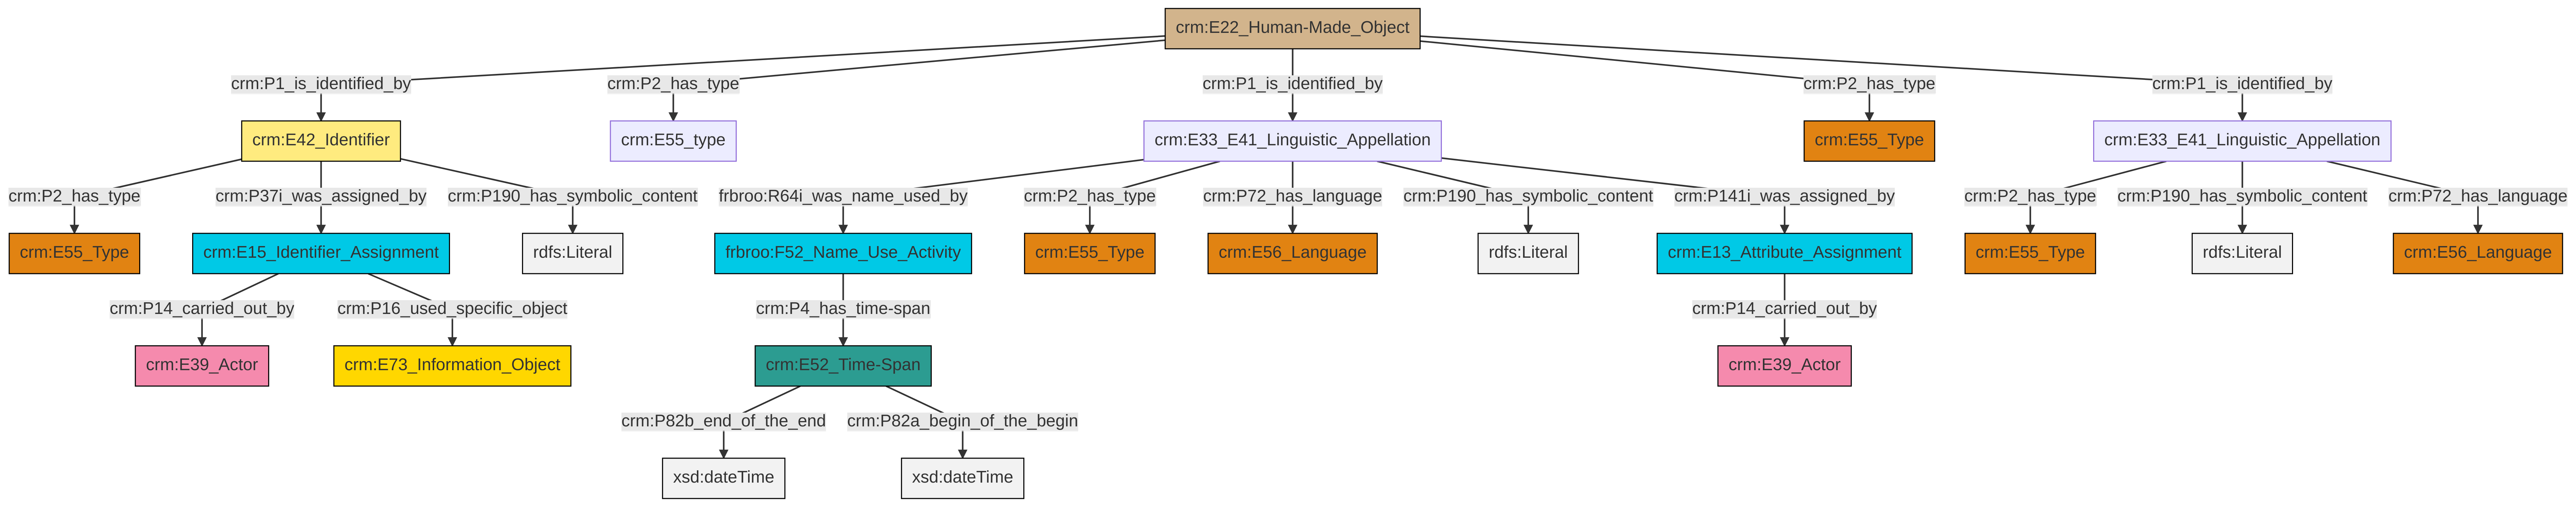 crm:E22_Human-Made_Object
crm:P1_is_identified_by
crm:P2_has_type
crm:P1_is_identified_by
crm:P2_has_type
crm:P1_is_identified_by
crm:E42_Identifier
crm:E55_type
crm:E33_E41_Linguistic_Appellation
crm:E55_Type
crm:E33_E41_Linguistic_Appellation
crm:P2_has_type
crm:P37i_was_assigned_by
crm:P190_has_symbolic_content
frbroo:R64i_was_name_used_by
crm:P2_has_type
crm:P72_has_language
crm:P190_has_symbolic_content
crm:P141i_was_assigned_by
crm:P2_has_type
crm:P190_has_symbolic_content
crm:P72_has_language
crm:E55_Type
crm:E15_Identifier_Assignment
rdfs:Literal
frbroo:F52_Name_Use_Activity
crm:E55_Type
crm:E56_Language
rdfs:Literal
crm:E13_Attribute_Assignment
crm:E55_Type
rdfs:Literal
crm:E56_Language
crm:P14_carried_out_by
crm:P16_used_specific_object
crm:P4_has_time-span
crm:P14_carried_out_by
crm:E39_Actor
crm:E73_Information_Object
crm:E52_Time-Span
crm:E39_Actor
crm:P82b_end_of_the_end
crm:P82a_begin_of_the_begin
xsd:dateTime
xsd:dateTime